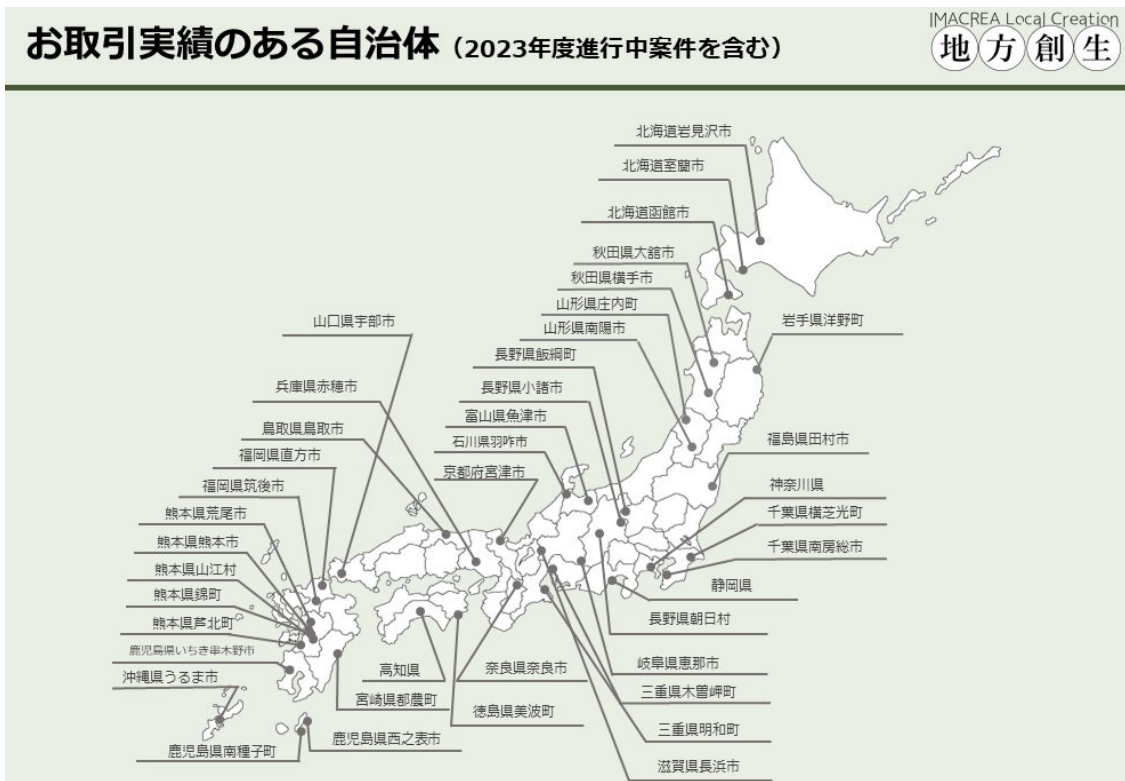 お取引実績のある自治体（2023年度進行中案件を含む）
IMACREA Local Creation
地方創生
北海道岩見沢市
北海道室蘭市
北海道函館市
秋田県大舘市
秋田県横手市
山形県庄内町
山形県南陽市
長野県飯綱町
長野県小諸市
富山県魚津市
石川県羽咋市
京都府宮津市
山口県宇部市
兵庫県赤穂市
鳥取県鳥取市
福岡県直方市
福岡県筑後市
熊本県荒尾市
熊本県熊本市
熊本県山江村
熊本県錦町
熊本県芦北町
鹿児島県いちき串木野市
沖縄県うるま市
鹿児島県南種子町
鹿児島県西之表市
宮崎県都農町
高知県
徳島県美波町
奈良県奈良市
岩手県洋野町
福島県田村市
神奈川県
千葉県横芝光町
千葉県南房総市
静岡県
長野県朝日村
岐阜県恵那市
三重県木曽岬町
三重県明和町
滋賀県長浜市